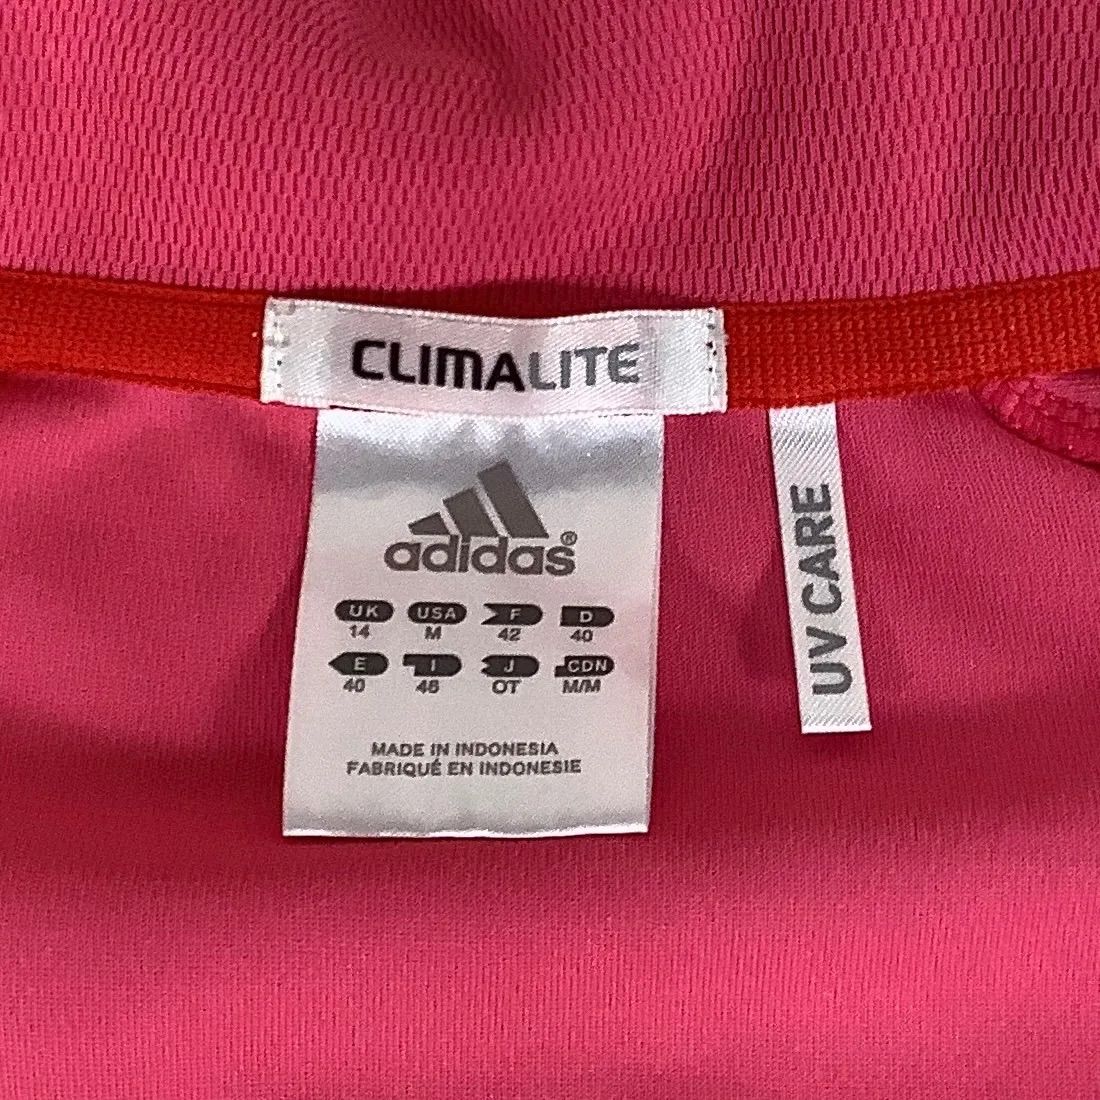 CLIMALITE
adidas®
UK USA F D
14 M 42 40
E I J CDN
40 46 OT M/M
MADE IN INDONESIA
FABRIQUÉ EN INDONESIE
UV CARE